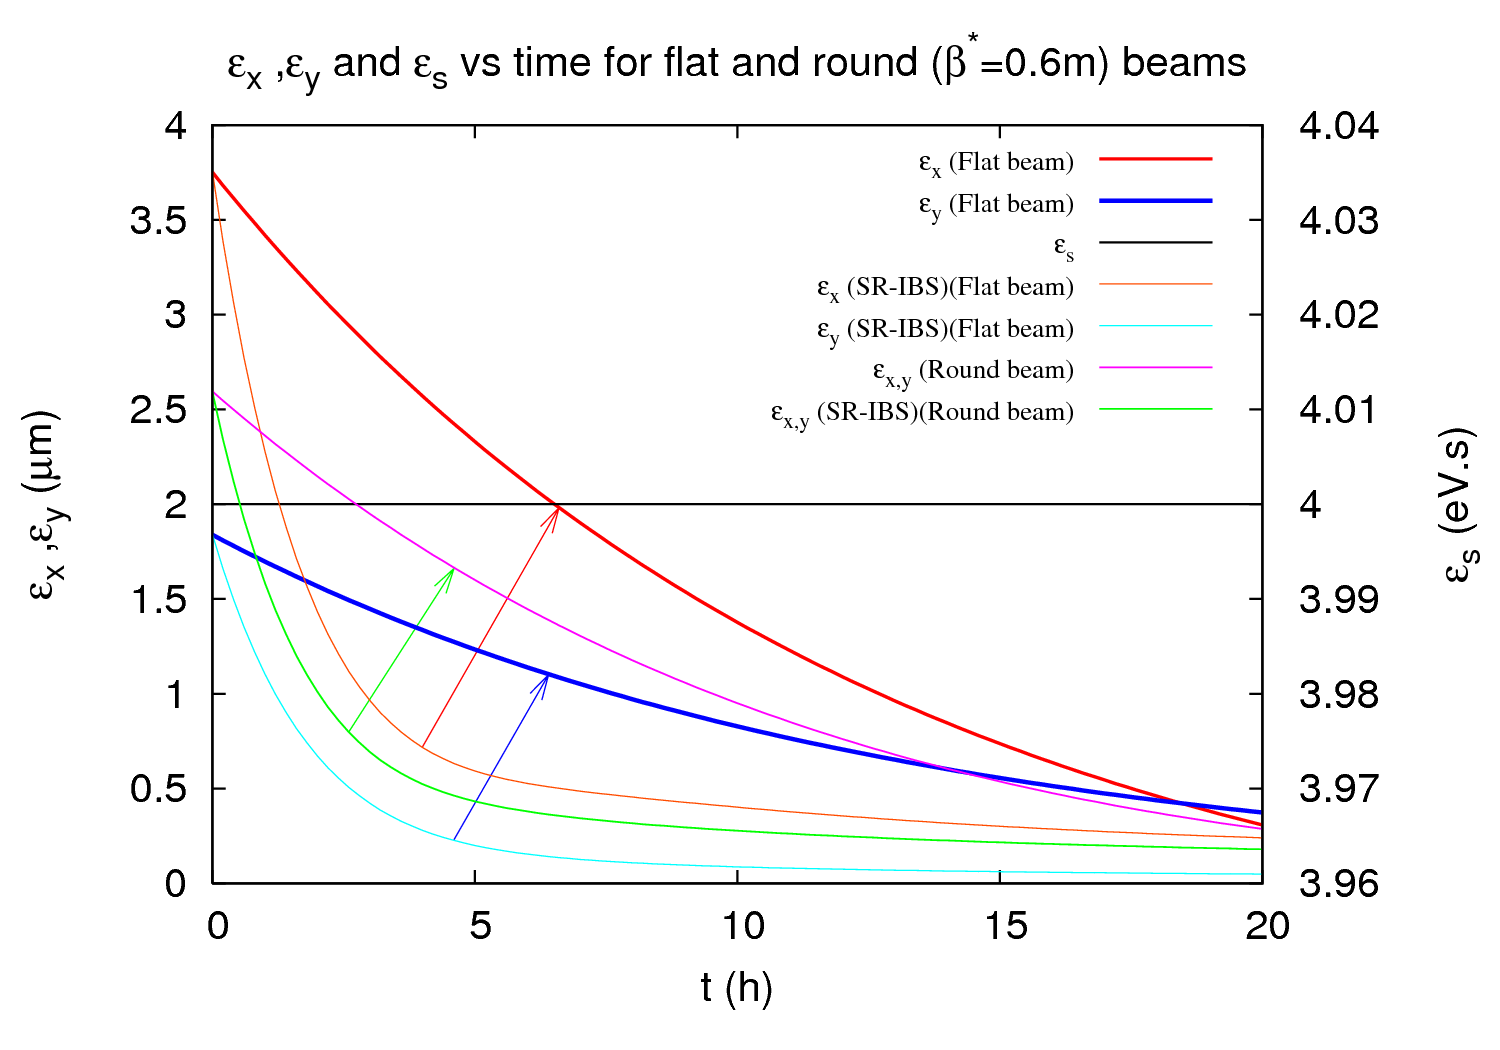 εx ,εy and εs vs time for flat and round (β*=0.6m) beams
4
3.5
3
2.5
2
1.5
1
0.5
0
εx ,εy (μm)
4.04
4.03
4.02
4.01
4
3.99
3.98
3.97
3.96
εs (eV.s)
εx (Flat beam)
εy (Flat beam)
εs
εx (SR-IBS)(Flat beam)
εy (SR-IBS)(Flat beam)
εx,y (Round beam)
εx,y (SR-IBS)(Round beam)
0 5 10 15 20
t (h)